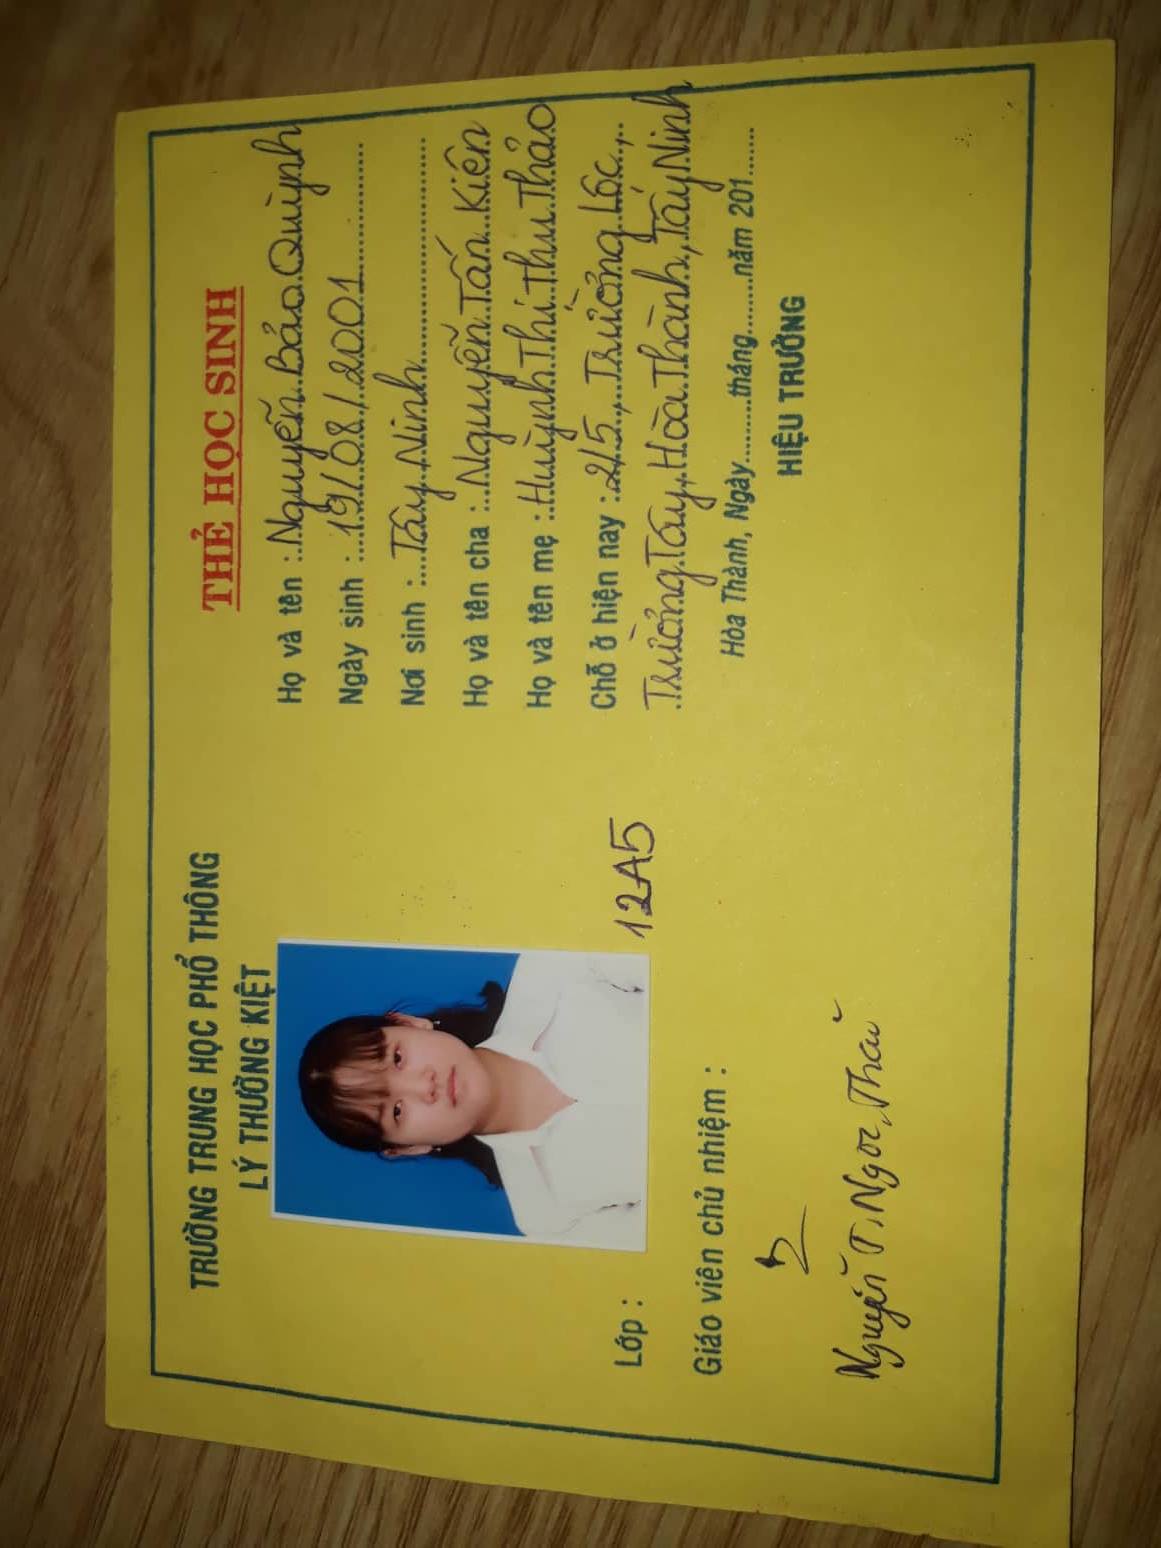 TRƯỜNG TRUNG HỌC PHỔ THÔNG
LÝ THƯỜNG KIỆT
Lớp : 12A5
Giáo viên chủ nhiệm :
Nguyễn T. Ngọc Thai
THẺ HỌC SINH
Họ và tên : Nguyễn Bảo Quỳnh
Ngày sinh : 19/08/2001
Nơi sinh : Tây Ninh
Họ và tên cha : Nguyễn Tấn Kiên
Họ và tên mẹ : Huỳnh Thị Thu Thảo
Chỗ ở hiện nay : 2/5, Trường Lộc,
Trường Tây, Hòa Thành, Tây Ninh
Hòa Thành, Ngày.........tháng.........năm 201......
HIỆU TRƯỞNG